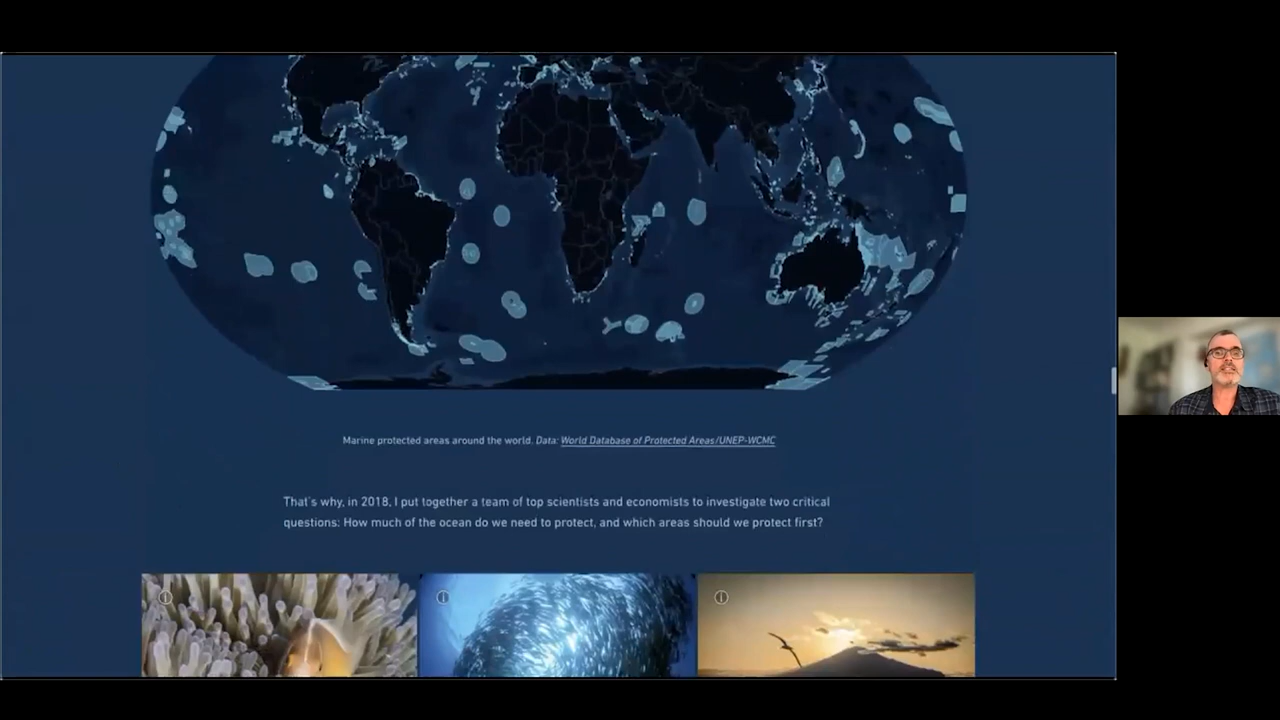 Marine protected areas around the world. Data: World Database of Protected Areas/UNEP-WCMC
That's why, in 2018, I put together a team of top scientists and economists to investigate two critical
questions: How much of the ocean do we need to protect, and which areas should we protect first?